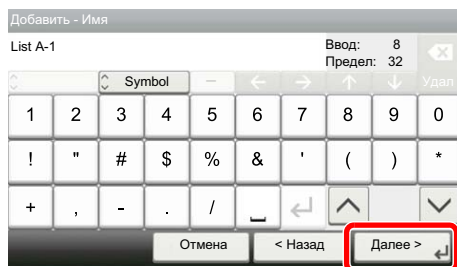 Добавить - Имя
List A-1
Ввод: 8
Предел: 32
Symbol
Удал
1 2 3 4 5 6 7 8 9 0
! " # $ % & ' ( ) *
+ , - . /
Отмена < Назад Далее >